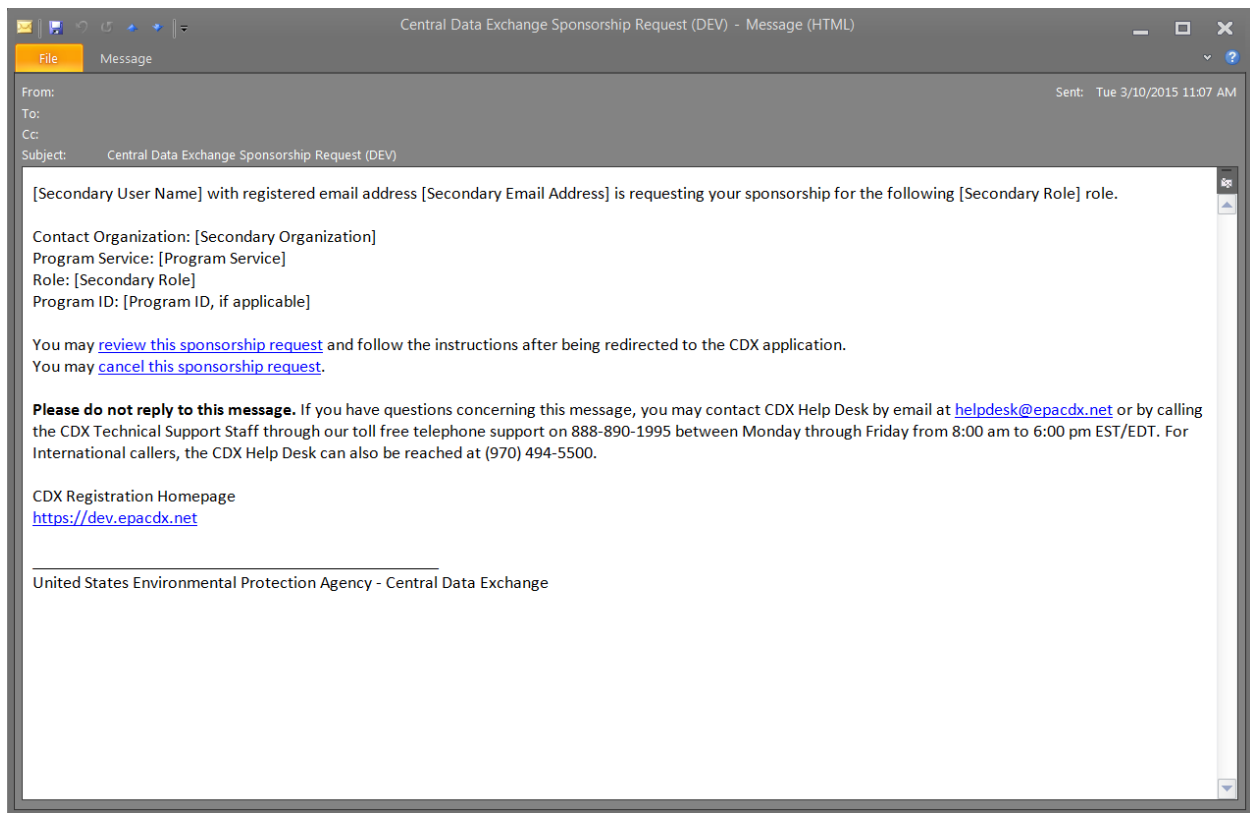 Central Data Exchange Sponsorship Request (DEV) - Message (HTML)
File Message
From: Sent: Tue 3/10/2015 11:07 AM
To:
Cc:
Subject: Central Data Exchange Sponsorship Request (DEV)
[Secondary User Name] with registered email address [Secondary Email Address] is requesting your sponsorship for the following [Secondary Role] role.
Contact Organization: [Secondary Organization]
Program Service: [Program Service]
Role: [Secondary Role]
Program ID: [Program ID, if applicable]
You may review this sponsorship request and follow the instructions after being redirected to the CDX application.
You may cancel this sponsorship request.
Please do not reply to this message. If you have questions concerning this message, you may contact CDX Help Desk by email at helpdesk@epacdx.net or by calling
the CDX Technical Support Staff through our toll free telephone support on 888-890-1995 between Monday through Friday from 8:00 am to 6:00 pm EST/EDT. For
International callers, the CDX Help Desk can also be reached at (970) 494-5500.
CDX Registration Homepage
https://dev.epacdx.net
United States Environmental Protection Agency - Central Data Exchange